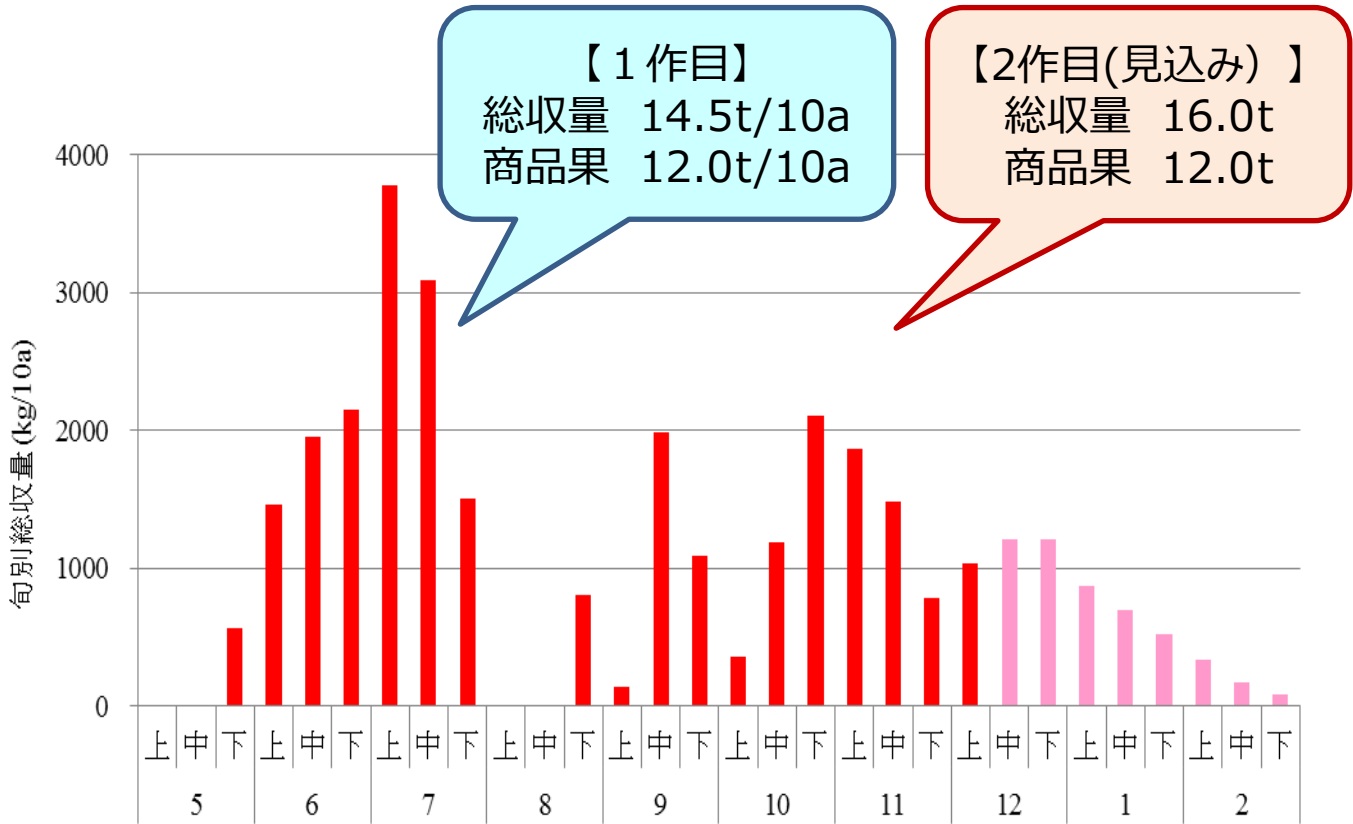 【１作目】
総収量 14.5t/10a
商品果 12.0t/10a
【2作目(見込み）】
総収量 16.0t
商品果 12.0t
旬別総収量(kg/10a)
4000
3000
2000
1000
0
上 中 下 上 中 下 上 中 下 上 中 下 上 中 下 上 中 下 上 中 下 上 中 下 上 中 下 上 中 下
5 6 7 8 9 10 11 12 1 2